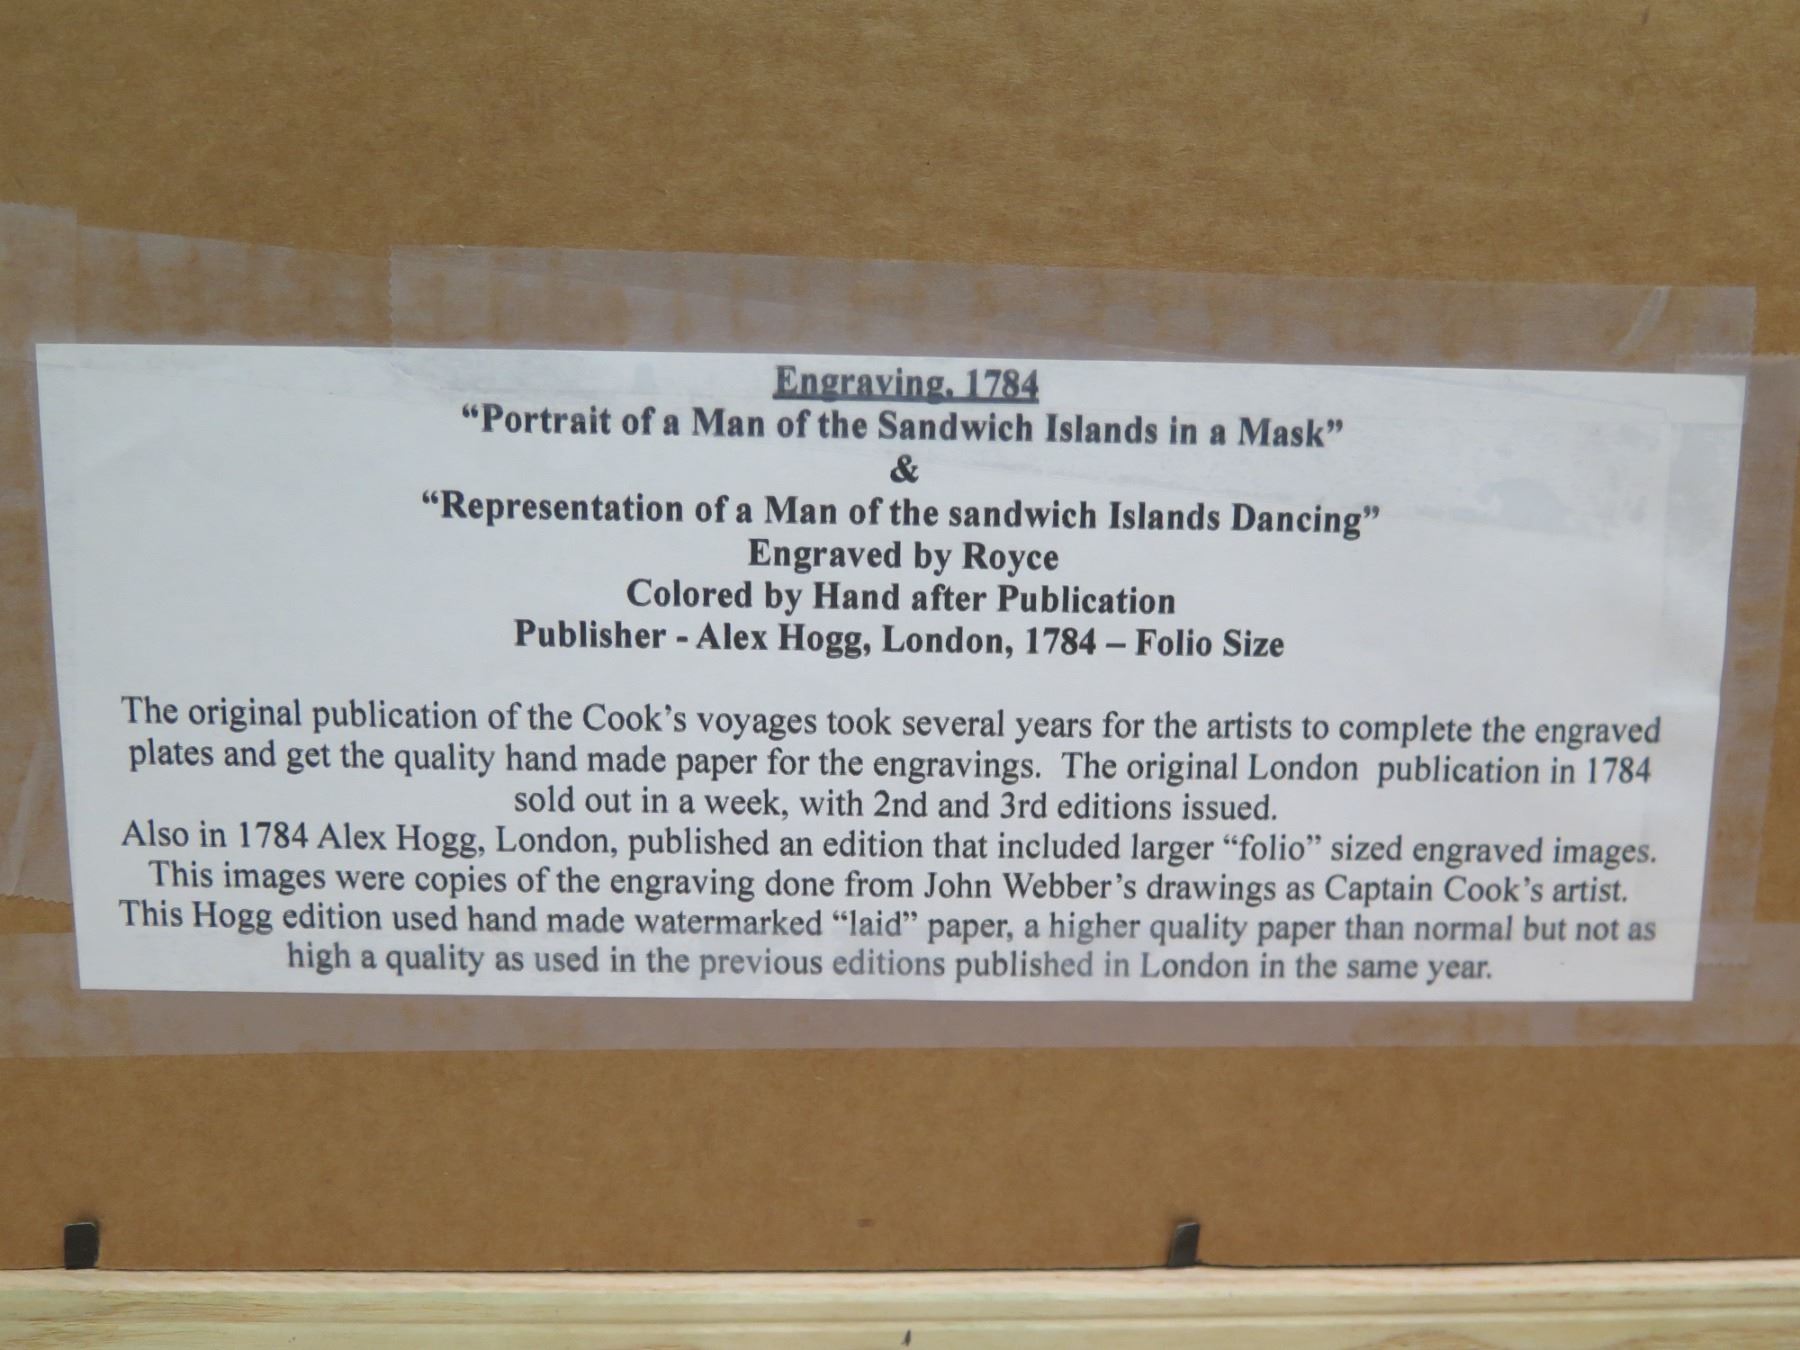 Engraving, 1784
“Portrait of a Man of the Sandwich Islands in a Mask”
&
“Representation of a Man of the sandwich Islands Dancing”
Engraved by Royce
Colored by Hand after Publication
Publisher - Alex Hogg, London, 1784 – Folio Size
The original publication of the Cook’s voyages took several years for the artists to complete the engraved
plates and get the quality hand made paper for the engravings. The original London publication in 1784
sold out in a week, with 2nd and 3rd editions issued.
Also in 1784 Alex Hogg, London, published an edition that included larger “folio” sized engraved images.
This images were copies of the engraving done from John Webber’s drawings as Captain Cook’s artist.
This Hogg edition used hand made watermarked “laid” paper, a higher quality paper than normal but not as
high a quality as used in the previous editions published in London in the same year.